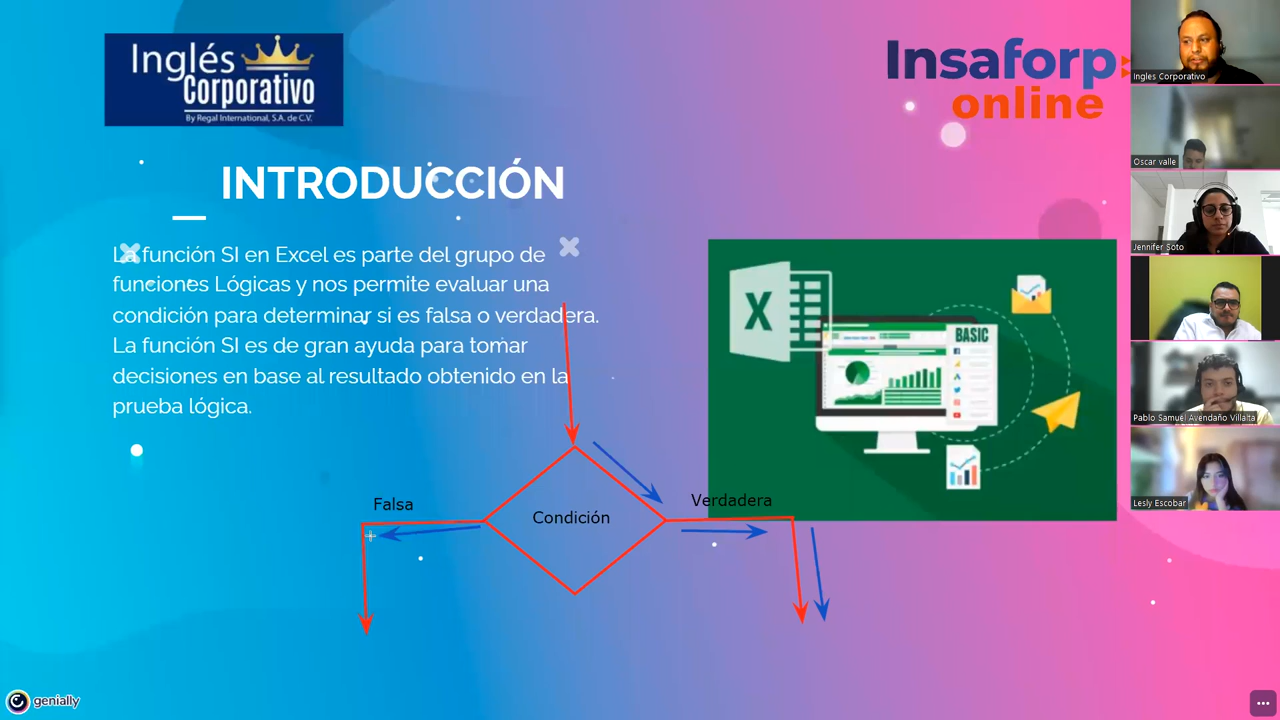 Inglés
Corporativo
By Regal International, S.A. de C.V.
Insaforp
online
INTRODUCCIÓN
La función SI en Excel es parte del grupo de
funciones Lógicas y nos permite evaluar una
condición para determinar si es falsa o verdadera.
La función SI es de gran ayuda para tomar
decisiones en base al resultado obtenido en la
prueba lógica.
X
BASIC
Falsa
Condición
Verdadera
Ingles Corporativo
Oscar valle
Jennifer Soto
Pablo Samuel Avendaño Villalta
Lesly Escobar
genially